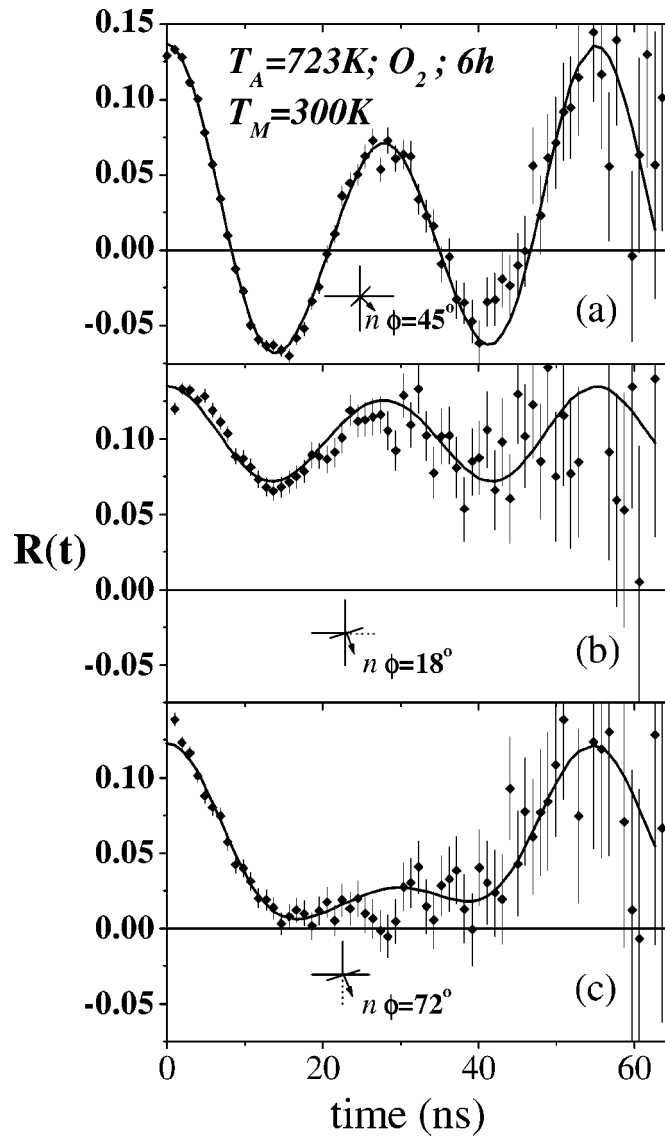 0.15
T_A=723K; O_2 ; 6h
0.10
T_M=300K
0.05
0.00
-0.05
n ϕ=45°
(a)
0.10
0.05
R(t)
0.00
-0.05
n ϕ=18°
(b)
0.10
0.05
0.00
-0.05
n ϕ=72°
(c)
0 20 40 60
time (ns)